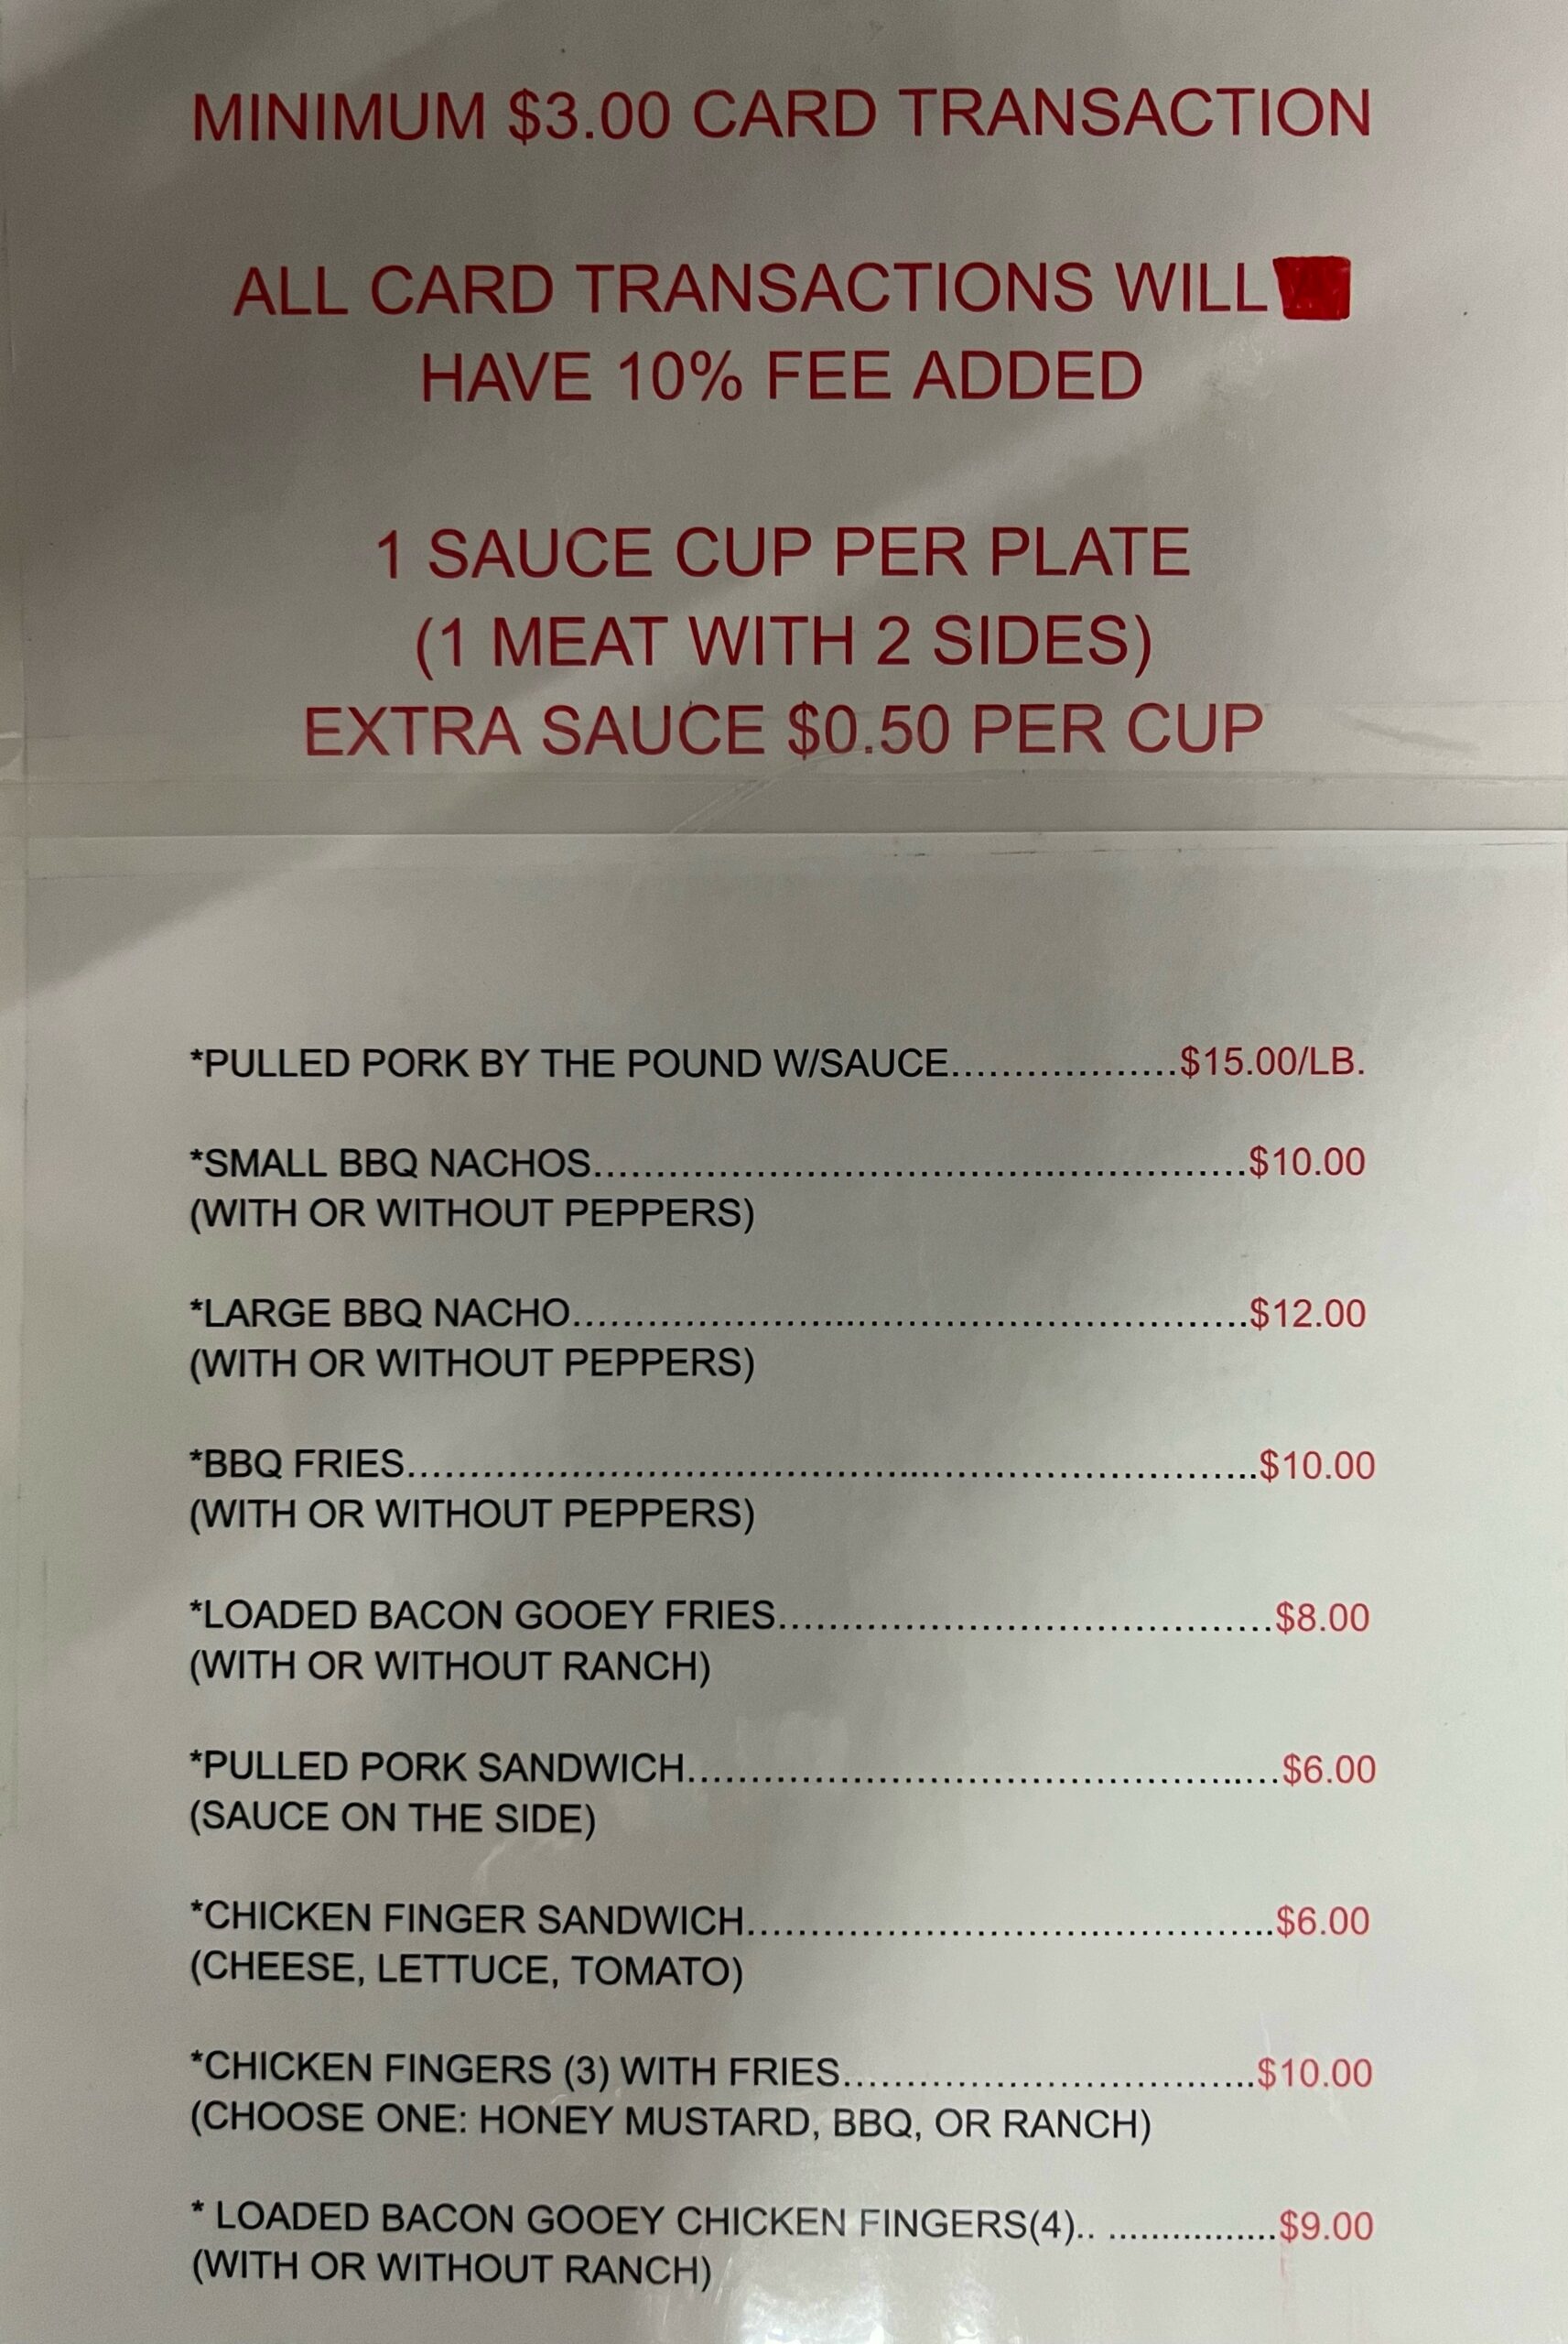 MINIMUM $3.00 CARD TRANSACTION
ALL CARD TRANSACTIONS WILL
HAVE 10% FEE ADDED
1 SAUCE CUP PER PLATE
(1 MEAT WITH 2 SIDES)
EXTRA SAUCE $0.50 PER CUP
*PULLED PORK BY THE POUND W/SAUCE..................$15.00/LB.
*SMALL BBQ NACHOS....................................................$10.00
(WITH OR WITHOUT PEPPERS)
*LARGE BBQ NACHO......................................................$12.00
(WITH OR WITHOUT PEPPERS)
*BBQ FRIES....................................................................$10.00
(WITH OR WITHOUT PEPPERS)
*LOADED BACON GOOEY FRIES.......................................$8.00
(WITH OR WITHOUT RANCH)
*PULLED PORK SANDWICH...............................................$6.00
(SAUCE ON THE SIDE)
*CHICKEN FINGER SANDWICH..........................................$6.00
(CHEESE, LETTUCE, TOMATO)
*CHICKEN FINGERS (3) WITH FRIES.................................$10.00
(CHOOSE ONE: HONEY MUSTARD, BBQ, OR RANCH)
* LOADED BACON GOOEY CHICKEN FINGERS(4).. ................$9.00
(WITH OR WITHOUT RANCH)